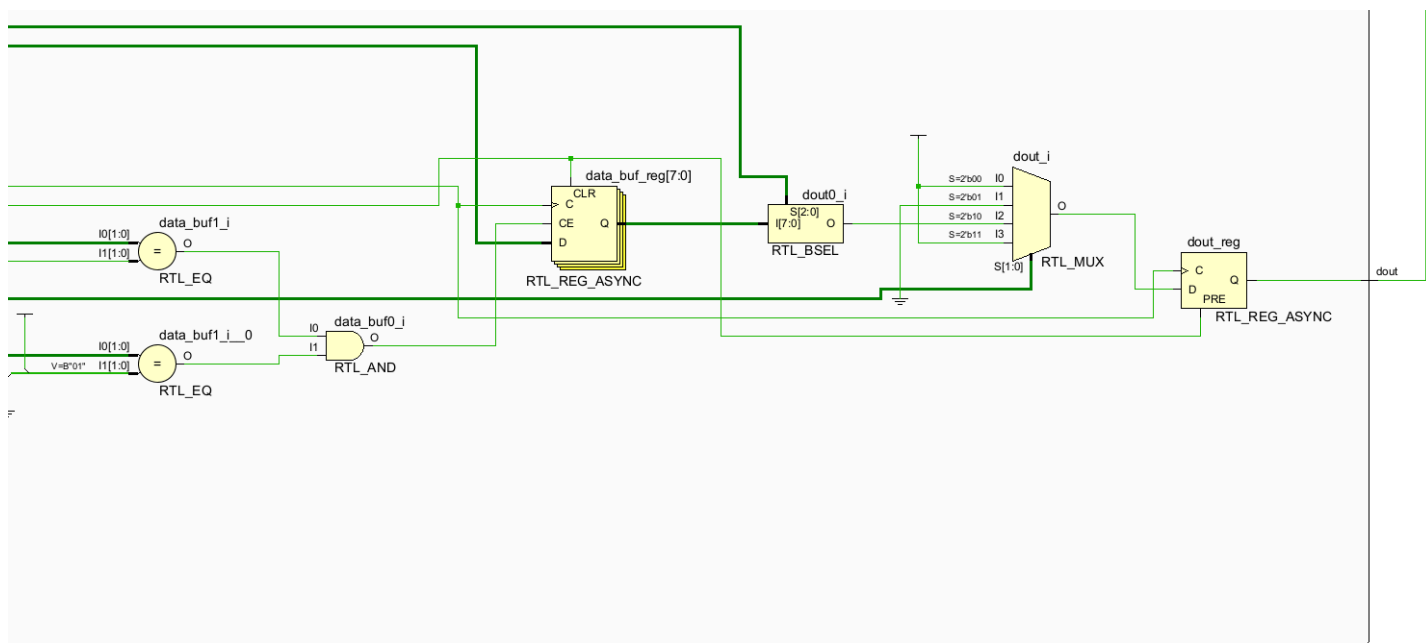 dout_i
S=2'b00 I0
S=2'b01 I1
S=2'b10 I2
S=2'b11 I3
O
S[1:0]
RTL_MUX
data_buf_reg[7:0]
CLR
C
CE
Q
D
RTL_REG_ASYNC
dout0_i
S[2:0]
I[7:0]
O
RTL_BSEL
data_buf1_i
I0[1:0]
O
I1[1:0]
=
RTL_EQ
dout_reg
C
Q
D
PRE
RTL_REG_ASYNC
dout
data_buf0_i
I0
O
I1
RTL_AND
data_buf1_i__0
I0[1:0]
O
V=B"01" I1[1:0]
=
RTL_EQ